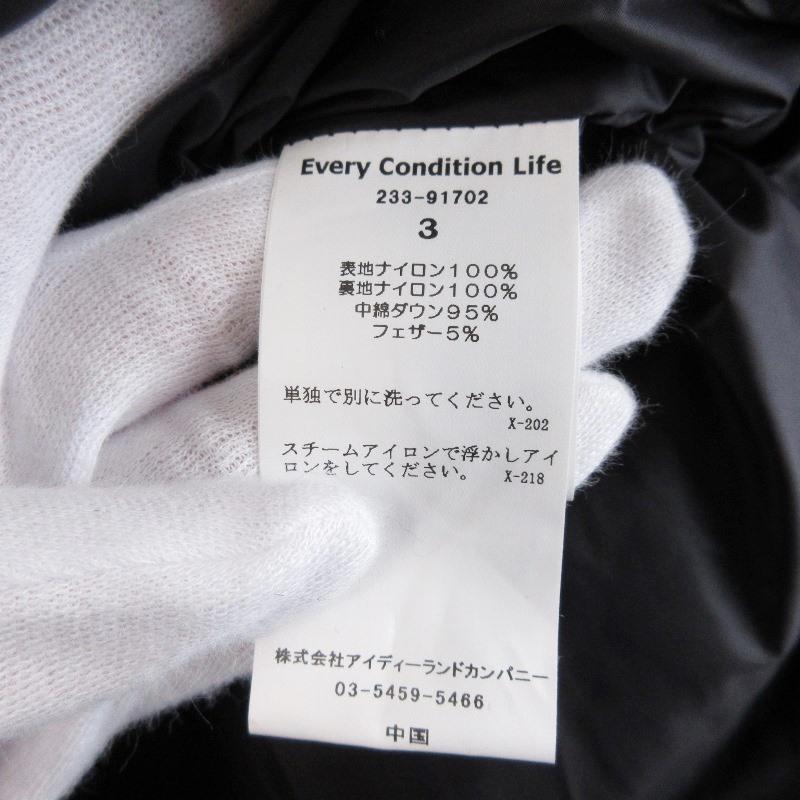 Every Condition Life
233-91702
3
表地ナイロン100%
裏地ナイロン100%
中綿ダウン95%
フェザー5%
単独で別に洗ってください。
X-202
スチームアイロンで浮かしアイ
ロンをしてください。 X-218
株式会社アイディーランドカンパニー
03-5459-5466
中国